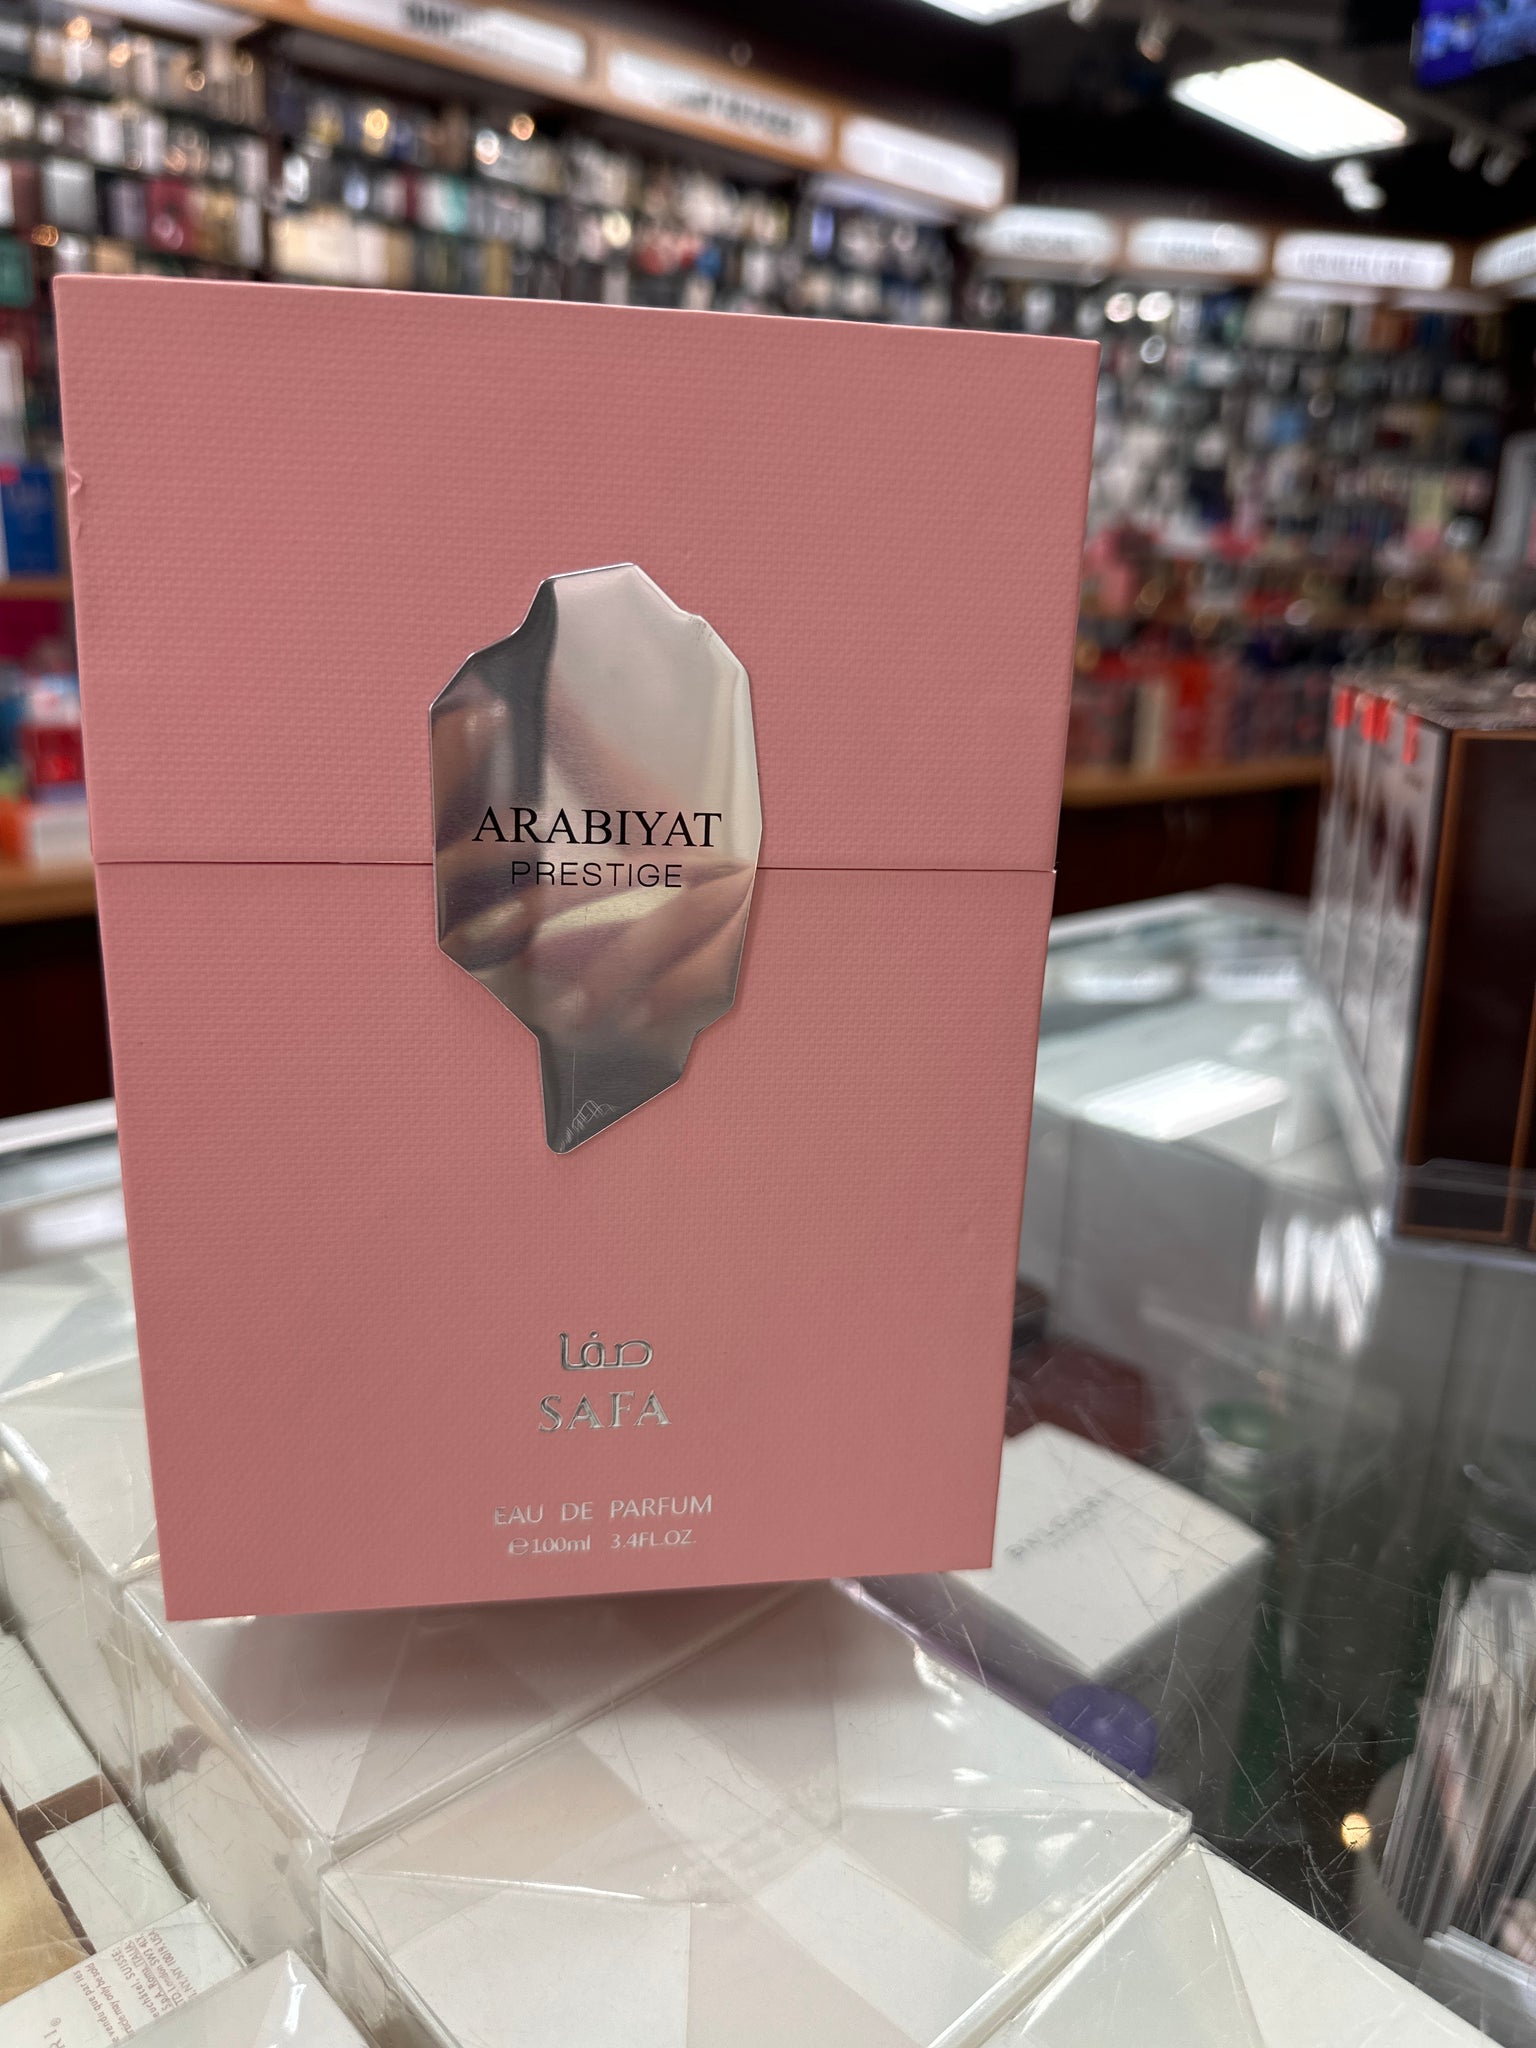 ARABIYAT
PRESTIGE
صفا
SAFA
EAU DE PARFUM
℮100ml 3.4FL.OZ.